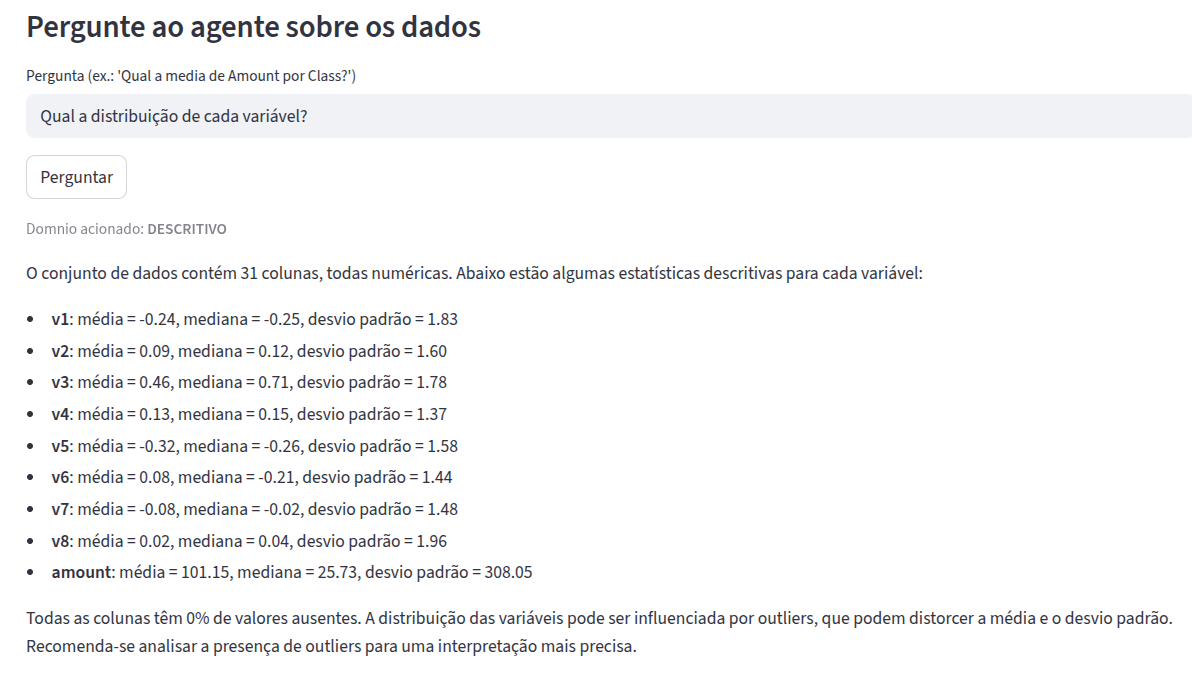 Pergunte ao agente sobre os dados
Pergunta (ex.: 'Qual a media de Amount por Class?')
Qual a distribuição de cada variável?
Perguntar
Domnio acionado: DESCRITIVO
O conjunto de dados contém 31 colunas, todas numéricas. Abaixo estão algumas estatísticas descritivas para cada variável:
• v1: média = -0.24, mediana = -0.25, desvio padrão = 1.83
• v2: média = 0.09, mediana = 0.12, desvio padrão = 1.60
• v3: média = 0.46, mediana = 0.71, desvio padrão = 1.78
• v4: média = 0.13, mediana = 0.15, desvio padrão = 1.37
• v5: média = -0.32, mediana = -0.26, desvio padrão = 1.58
• v6: média = 0.08, mediana = -0.21, desvio padrão = 1.44
• v7: média = -0.08, mediana = -0.02, desvio padrão = 1.48
• v8: média = 0.02, mediana = 0.04, desvio padrão = 1.96
• amount: média = 101.15, mediana = 25.73, desvio padrão = 308.05
Todas as colunas têm 0% de valores ausentes. A distribuição das variáveis pode ser influenciada por outliers, que podem distorcer a média e o desvio padrão.
Recomenda-se analisar a presença de outliers para uma interpretação mais precisa.